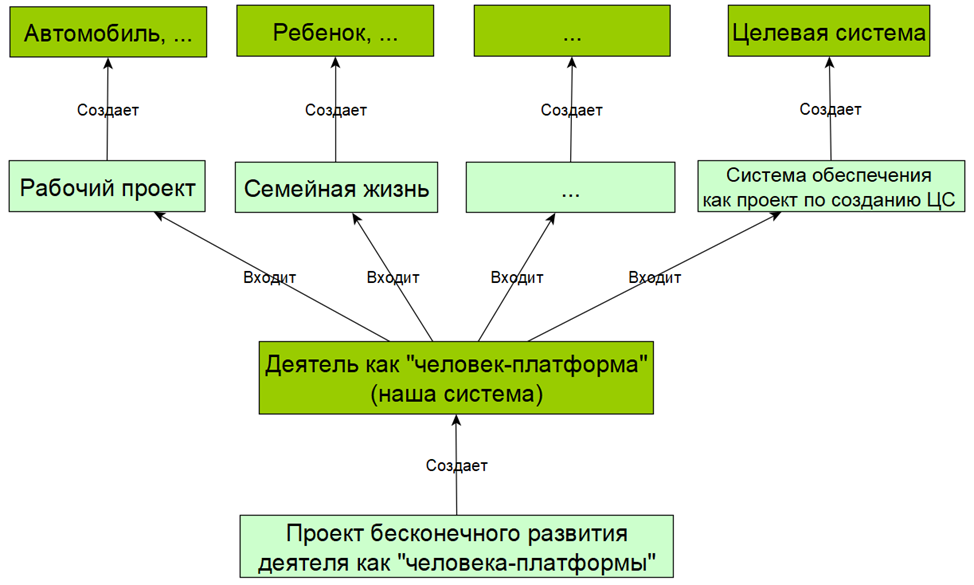 Автомобиль, ...
Ребенок, ...
...
Целевая система
Создает
Создает
Создает
Создает
Рабочий проект
Семейная жизнь
...
Система обеспечения
как проект по созданию ЦС
Входит
Входит
Входит
Входит
Деятель как "человек-платформа"
(наша система)
Создает
Проект бесконечного развития
деятеля как "человека-платформы"